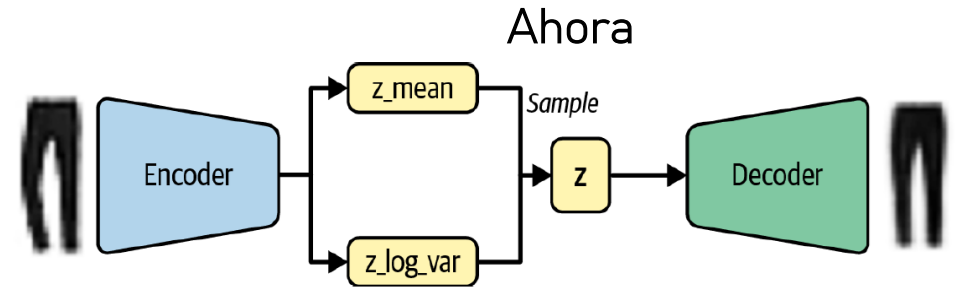 Ahora
z_mean
Sample
Encoder
z
Decoder
z_log_var